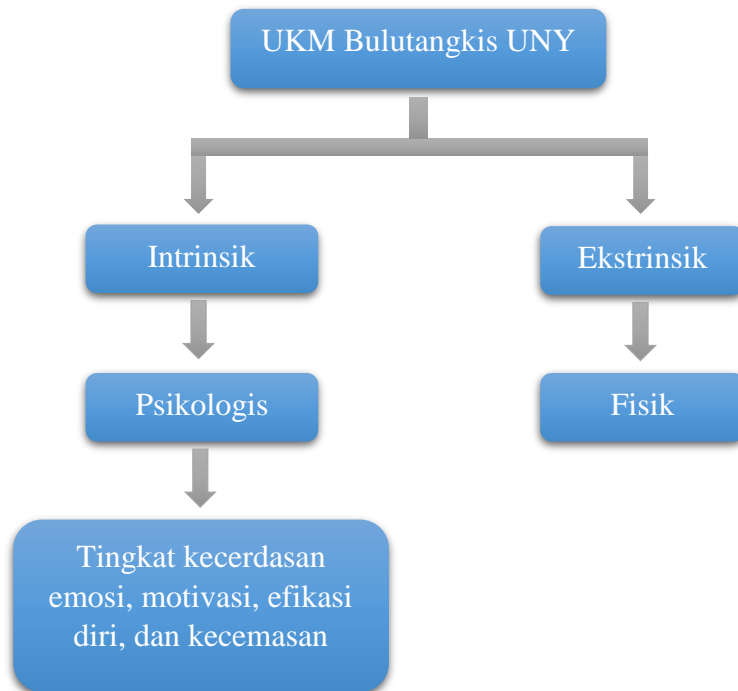 UKM Bulutangkis UNY
Intrinsik
Ekstrinsik
Psikologis
Fisik
Tingkat kecerdasan
emosi, motivasi, efikasi
diri, dan kecemasan